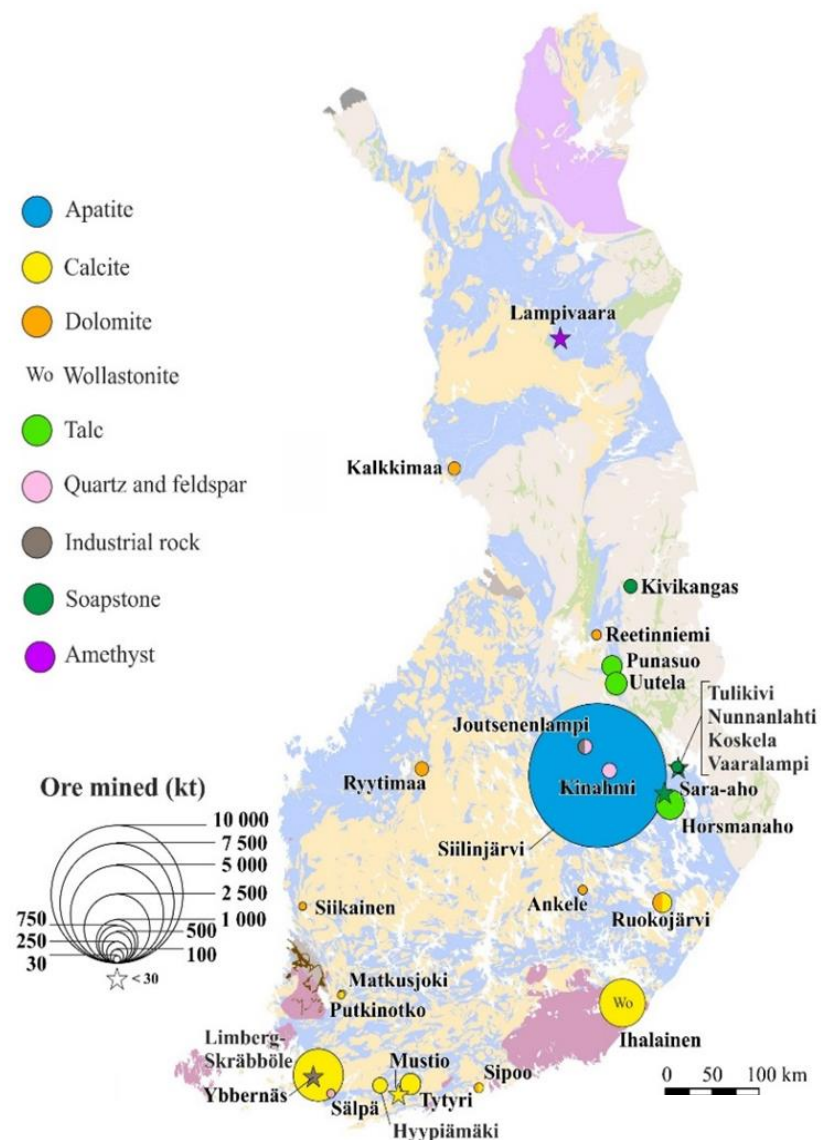 Apatite
Calcite
Dolomite
Wo Wollastonite
Talc
Quartz and feldspar
Industrial rock
Soapstone
Amethyst
Lampivaara
Kalkkimaa
Kivikangas
Reetinniemi
Punasuo
Uutela
Tulikivi
Nunnanlahti
Koskela
Vaaralampi
Joutsenenlampi
Kinahmi
Ryytimaa
Sara-aho
Horsmanaho
Siilinjärvi
Ore mined (kt)
10 000
7 500
5 000
2 500
1 000
750
500
250
100
30
< 30
Ankele
Ruokojärvi
Siikainen
Matkusjoki
Putkinotko
Wo
Ihalainen
Limberg-
Skräbböle
Ybbernäs
Mustio
Sipoo
Sälpä
Tytyri
Hyypiämäki
0 50 100 km